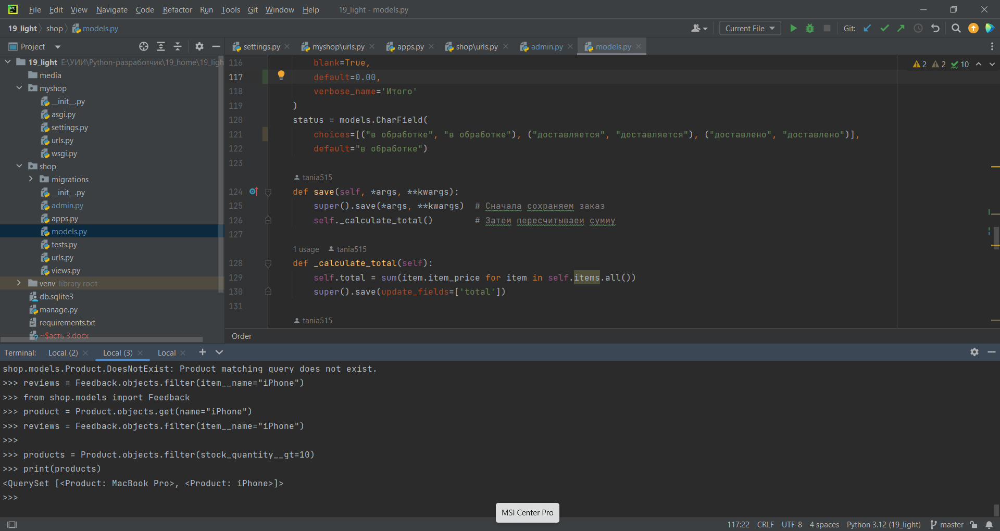 PC File Edit View Navigate Code Refactor Run Tools Git Window Help 19_light - models.py
19_light shop models.py Current File Git:
Project settings.py myshop\urls.py apps.py shop\urls.py admin.py models.py
19_light E:\УИИ\Python-разработчик\19_home\19_ligh
media
myshop
__init__.py
asgi.py
settings.py
urls.py
wsgi.py
shop
migrations
__init__.py
admin.py
apps.py
models.py
tests.py
urls.py
views.py
venv library root
db.sqlite3
manage.py
requirements.txt
~$асть 3.docx
2 2 10
116 blank=True,
117 default=0.00,
118 verbose_name='Итого'
119 )
120 status = models.CharField(
121 choices=[("в обработке", "в обработке"), ("доставляется", "доставляется"), ("доставлено", "доставлено")],
122 default="в обработке")
123
tania515
124 def save(self, *args, **kwargs):
125 super().save(*args, **kwargs) # Сначала сохраняем заказ
126 self._calculate_total() # Затем пересчитываем сумму
127
1 usage tania515
128 def _calculate_total(self):
129 self.total = sum(item.item_price for item in self.items.all())
130 super().save(update_fields=['total'])
131
tania515
Order
Terminal: Local (2) Local (3) Local
shop.models.Product.DoesNotExist: Product matching query does not exist.
>>> reviews = Feedback.objects.filter(item__name="iPhone")
>>> from shop.models import Feedback
>>> product = Product.objects.get(name="iPhone")
>>> reviews = Feedback.objects.filter(item__name="iPhone")
>>>
>>> products = Product.objects.filter(stock_quantity__gt=10)
>>> print(products)
<QuerySet [<Product: MacBook Pro>, <Product: iPhone>]>
>>>
MSI Center Pro
117:22 CRLF UTF-8 4 spaces Python 3.12 (19_light) master